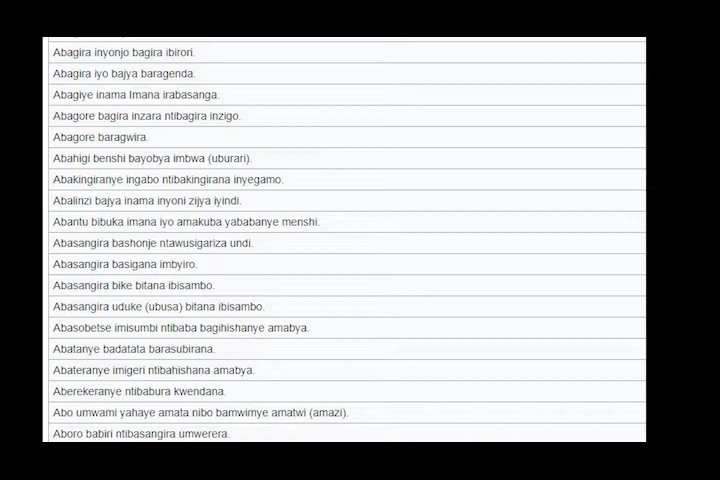 Abagira inyonjo bagira ibirori.
Abagira iyo bajya baragenda.
Abagiye inama Imana irabasanga.
Abagore bagira inzara ntibagira inzigo.
Abagore baragwira.
Abahigi benshi bayobya imbwa (uburari).
Abakingiranye ingabo ntibakingirana inyegamo.
Abalinzi bajya inama inyoni zijya iyindi.
Abantu bibuka imana iyo amakuba yababanye menshi.
Abasangira bashonje ntawusigariza undi.
Abasangira basigana imbyiro.
Abasangira bike bitana ibisambo.
Abasangira uduke (ubusa) bitana ibisambo.
Abasobetse imisumbi ntibaba bagihishanye amabya.
Abatanye badatata barasubirana.
Abateranye imigeri ntibahishana amabya.
Aberekeranye ntibabura kwendana.
Abo umwami yahaye amata nibo bamwimye amatwi (amazi).
Aboro babiri ntibasangira umwerera.